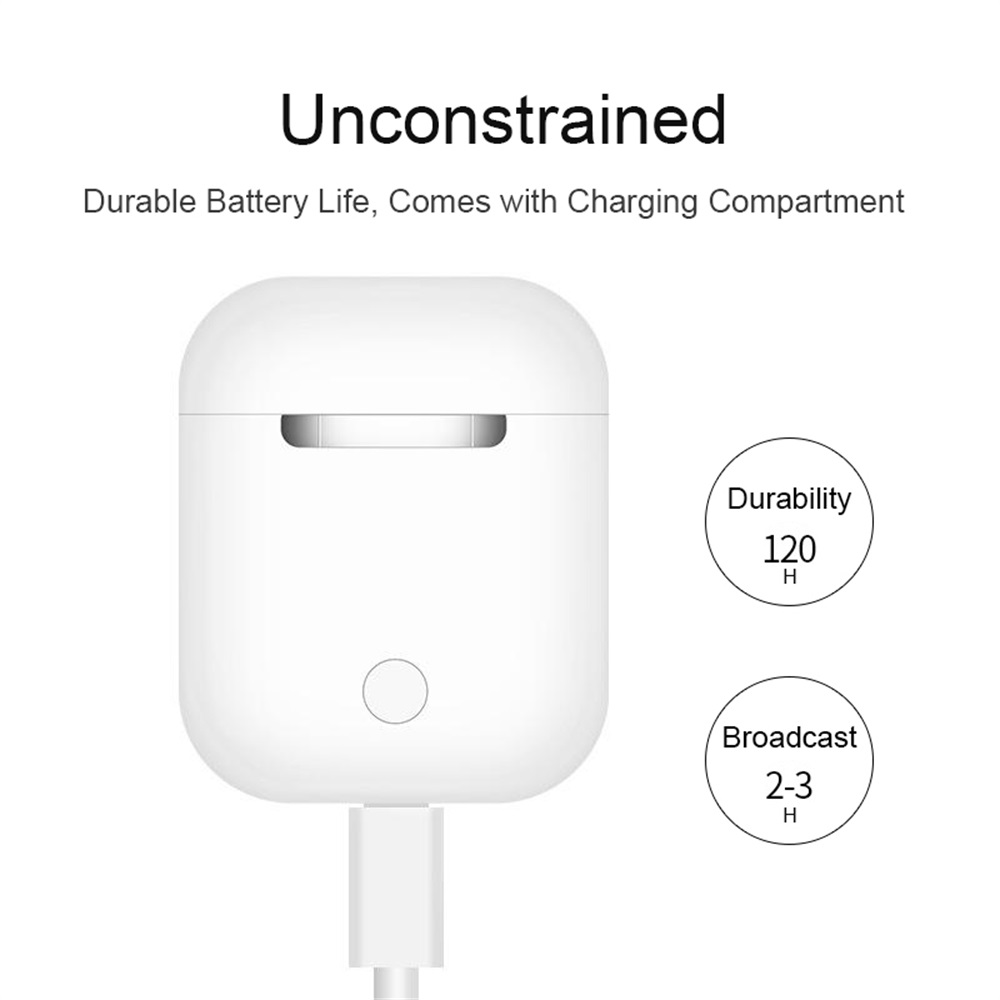 Unconstrained
Durable Battery Life, Comes with Charging Compartment
Durability
120
H
Broadcast
2-3
H